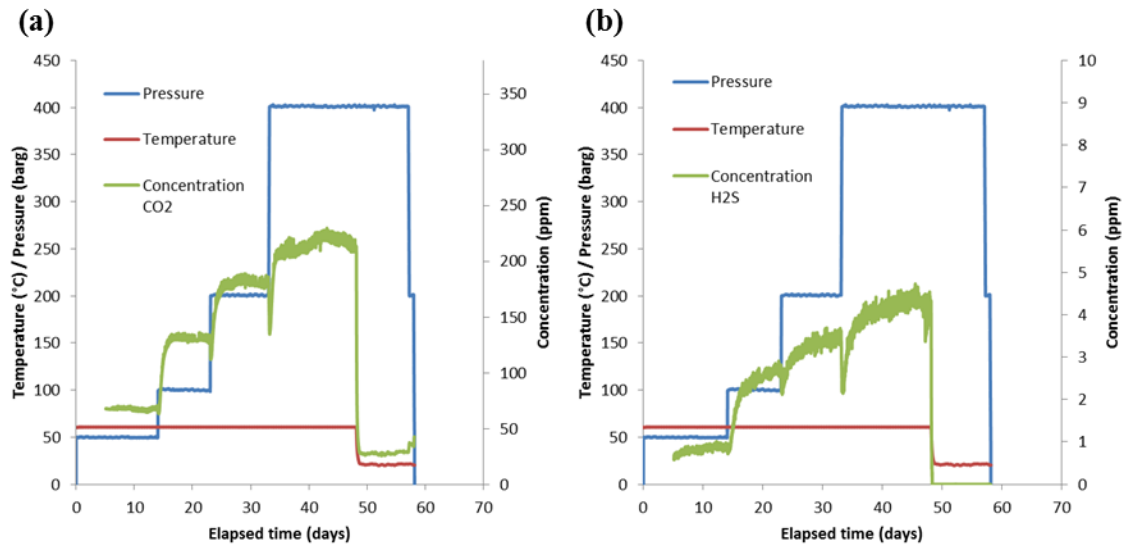 (a)
450
400
350
300
250
200
150
100
50
0
Temperature (°C) / Pressure (barg)
Pressure
Temperature
Concentration
CO2
350
300
250
200
150
100
50
0
Concentration (ppm)
0 10 20 30 40 50 60 70
Elapsed time (days)
(b)
450
400
350
300
250
200
150
100
50
0
Temperature (°C) / Pressure (barg)
Pressure
Temperature
Concentration
H2S
10
9
8
7
6
5
4
3
2
1
0
Concentration (ppm)
0 10 20 30 40 50 60 70
Elapsed time (days)